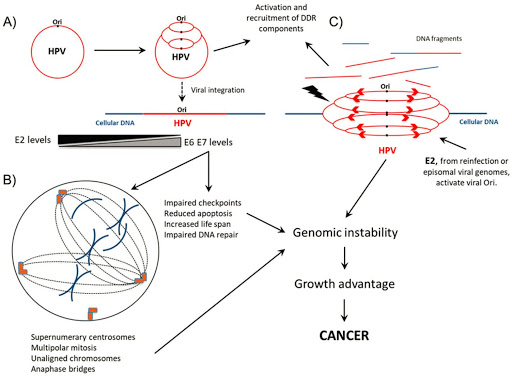 A)
Ori
HPV
Ori
HPV
Activation and
recruitment of DDR
components
C)
DNA fragments
Viral integration
Ori
Cellular DNA
HPV
Ori
Cellular DNA
HPV
E2 levels
E6 E7 levels
E2, from reinfection or
episomal viral genomes,
activate viral Ori.
B)
Impaired checkpoints
Reduced apoptosis
Increased life span
Impaired DNA repair
Genomic instability
Growth advantage
CANCER
Supernumerary centrosomes
Multipolar mitosis
Unaligned chromosomes
Anaphase bridges